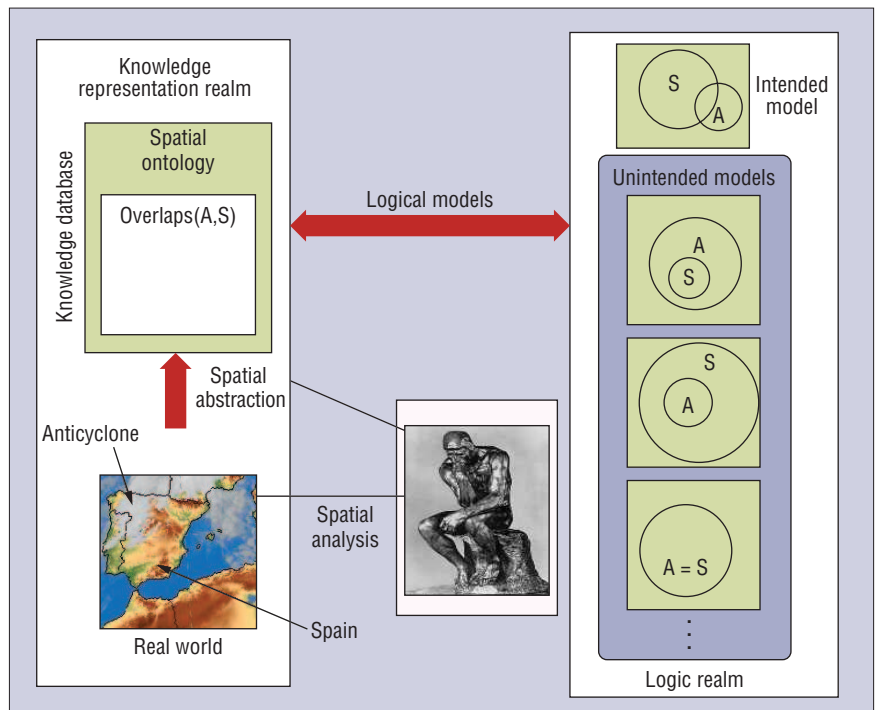 Knowledge
representation realm
Knowledge database
Spatial
ontology
Overlaps(A,S)
Spatial
abstraction
Anticyclone
Real world
Spain
Logical models
Spatial
analysis
S
A
Intended
model
Unintended models
A
S
S
A
A = S
Logic realm